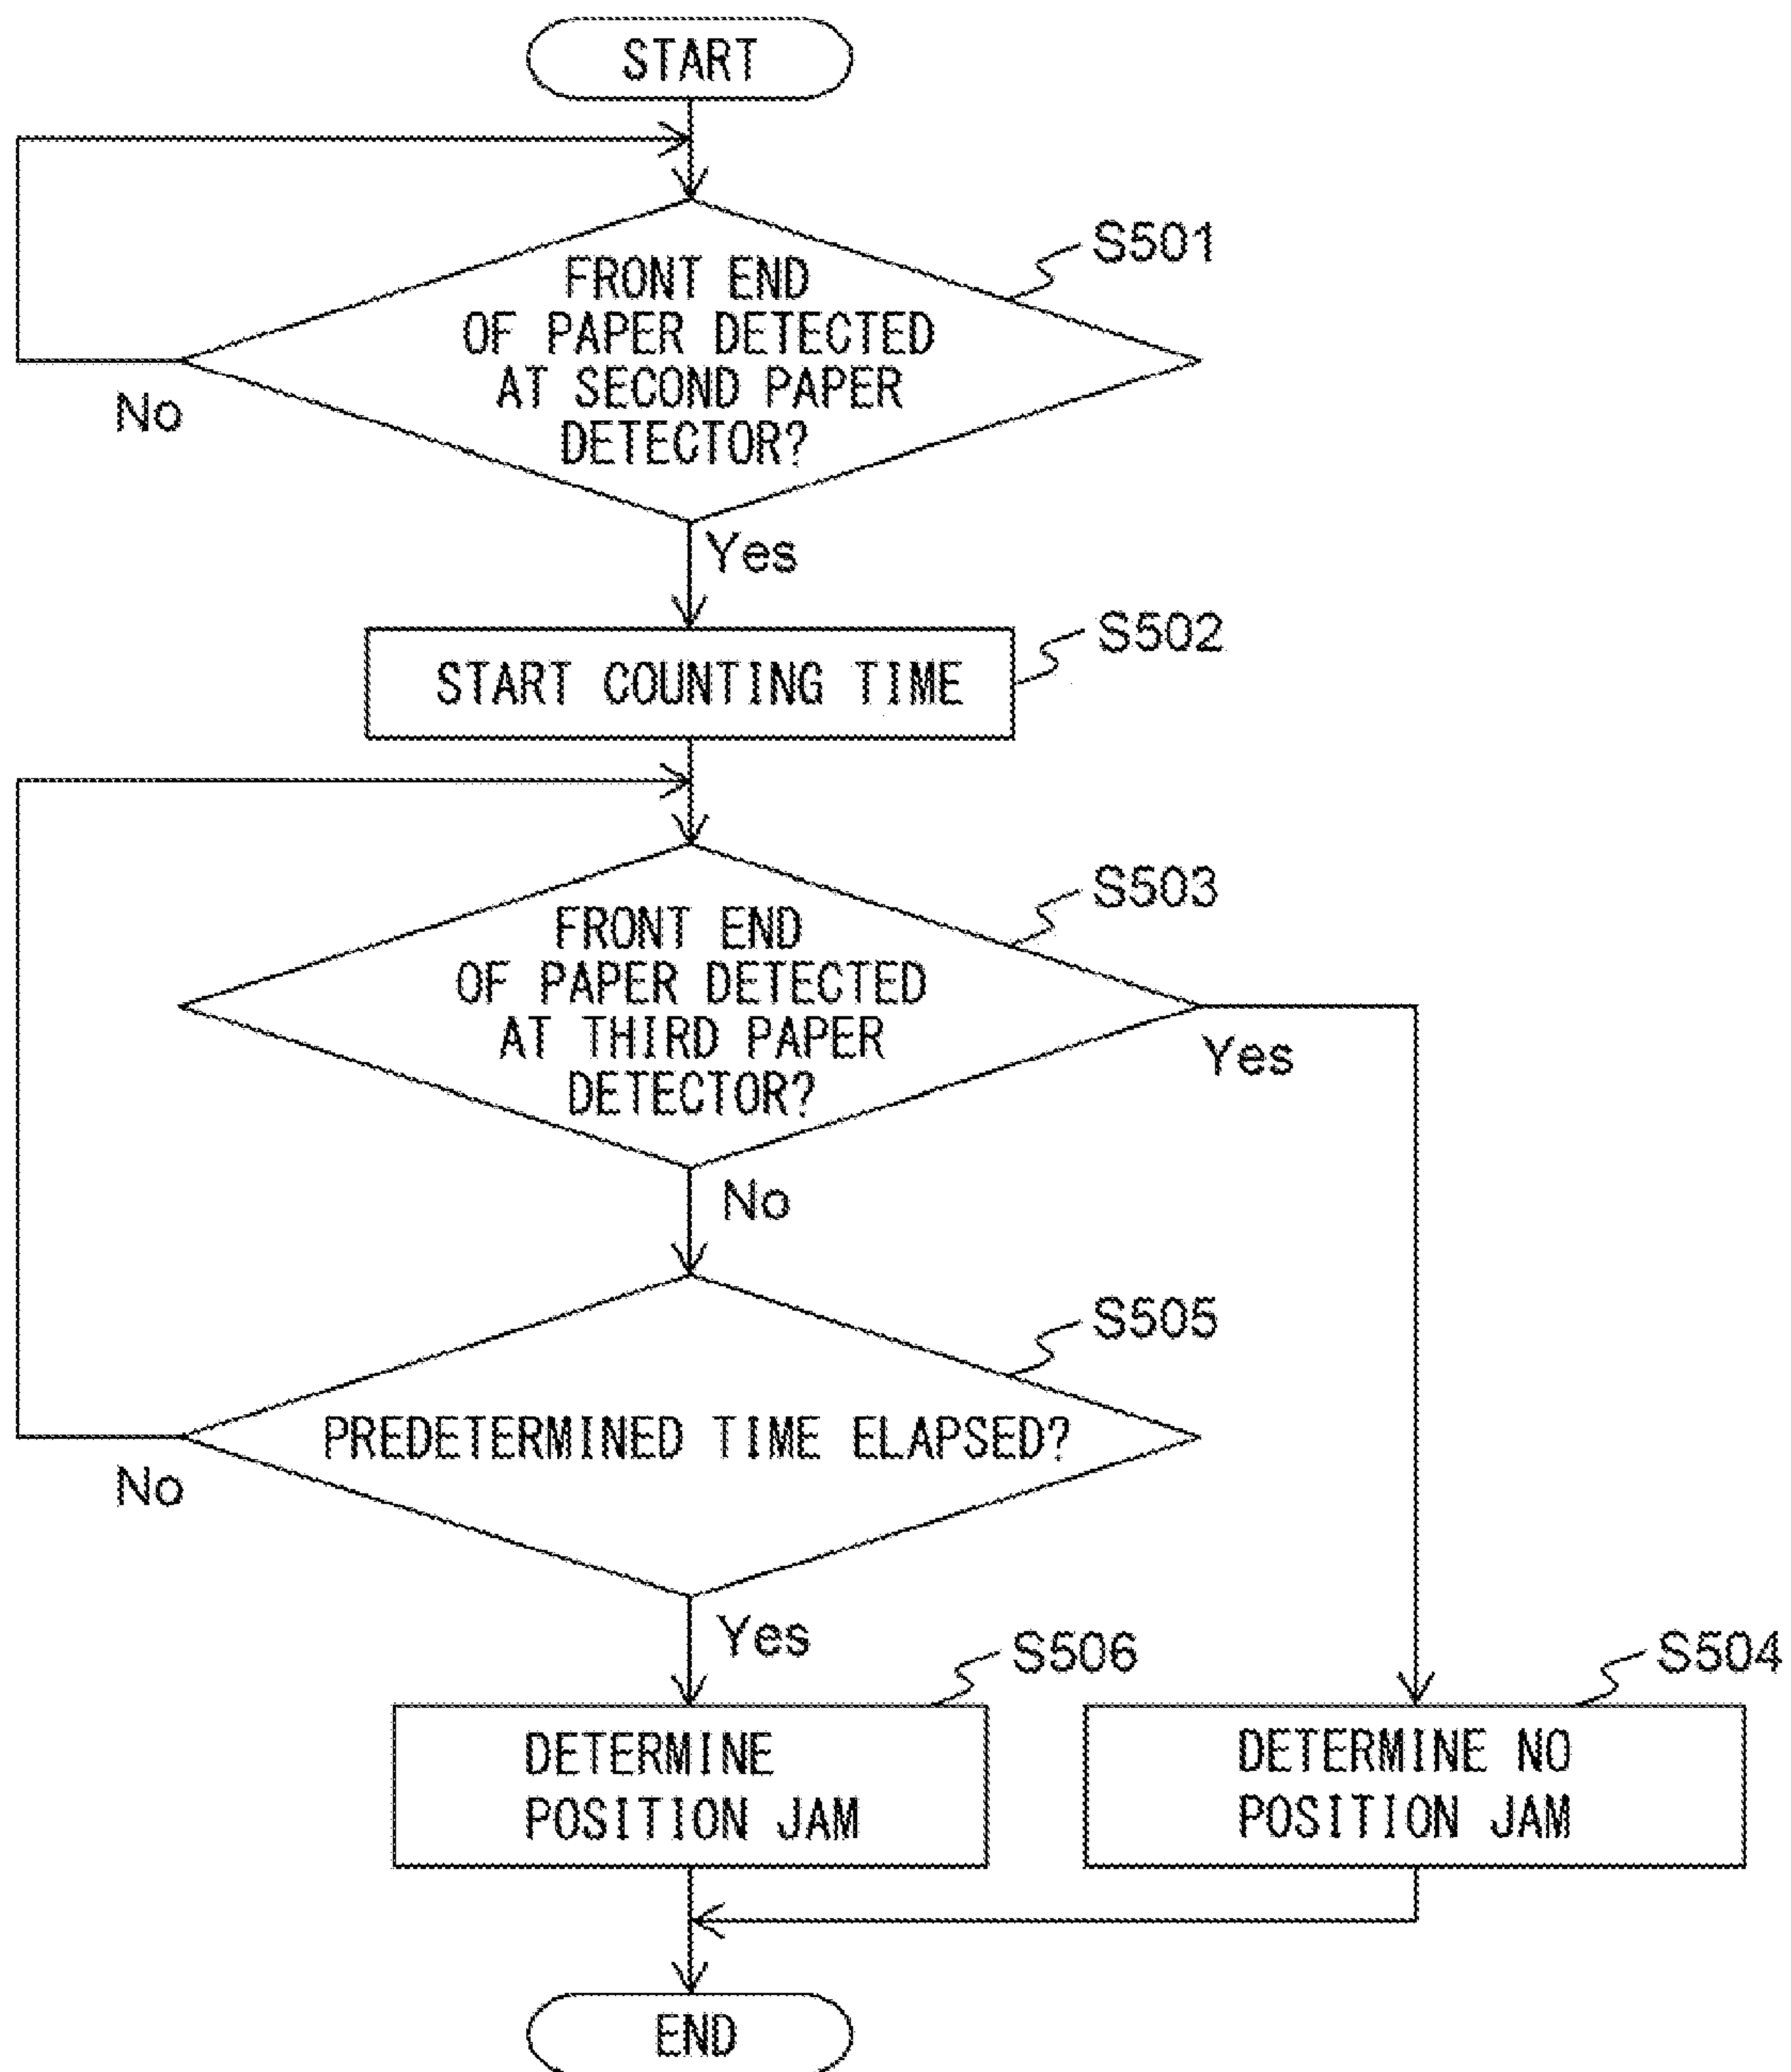 START
S501
FRONT END
OF PAPER DETECTED
AT SECOND PAPER
DETECTOR?
No
Yes
S502
START COUNTING TIME
S503
FRONT END
OF PAPER DETECTED
AT THIRD PAPER
DETECTOR?
Yes
No
S505
PREDETERMINED TIME ELAPSED?
No
Yes
S506
S504
DETERMINE
POSITION JAM
DETERMINE NO
POSITION JAM
END